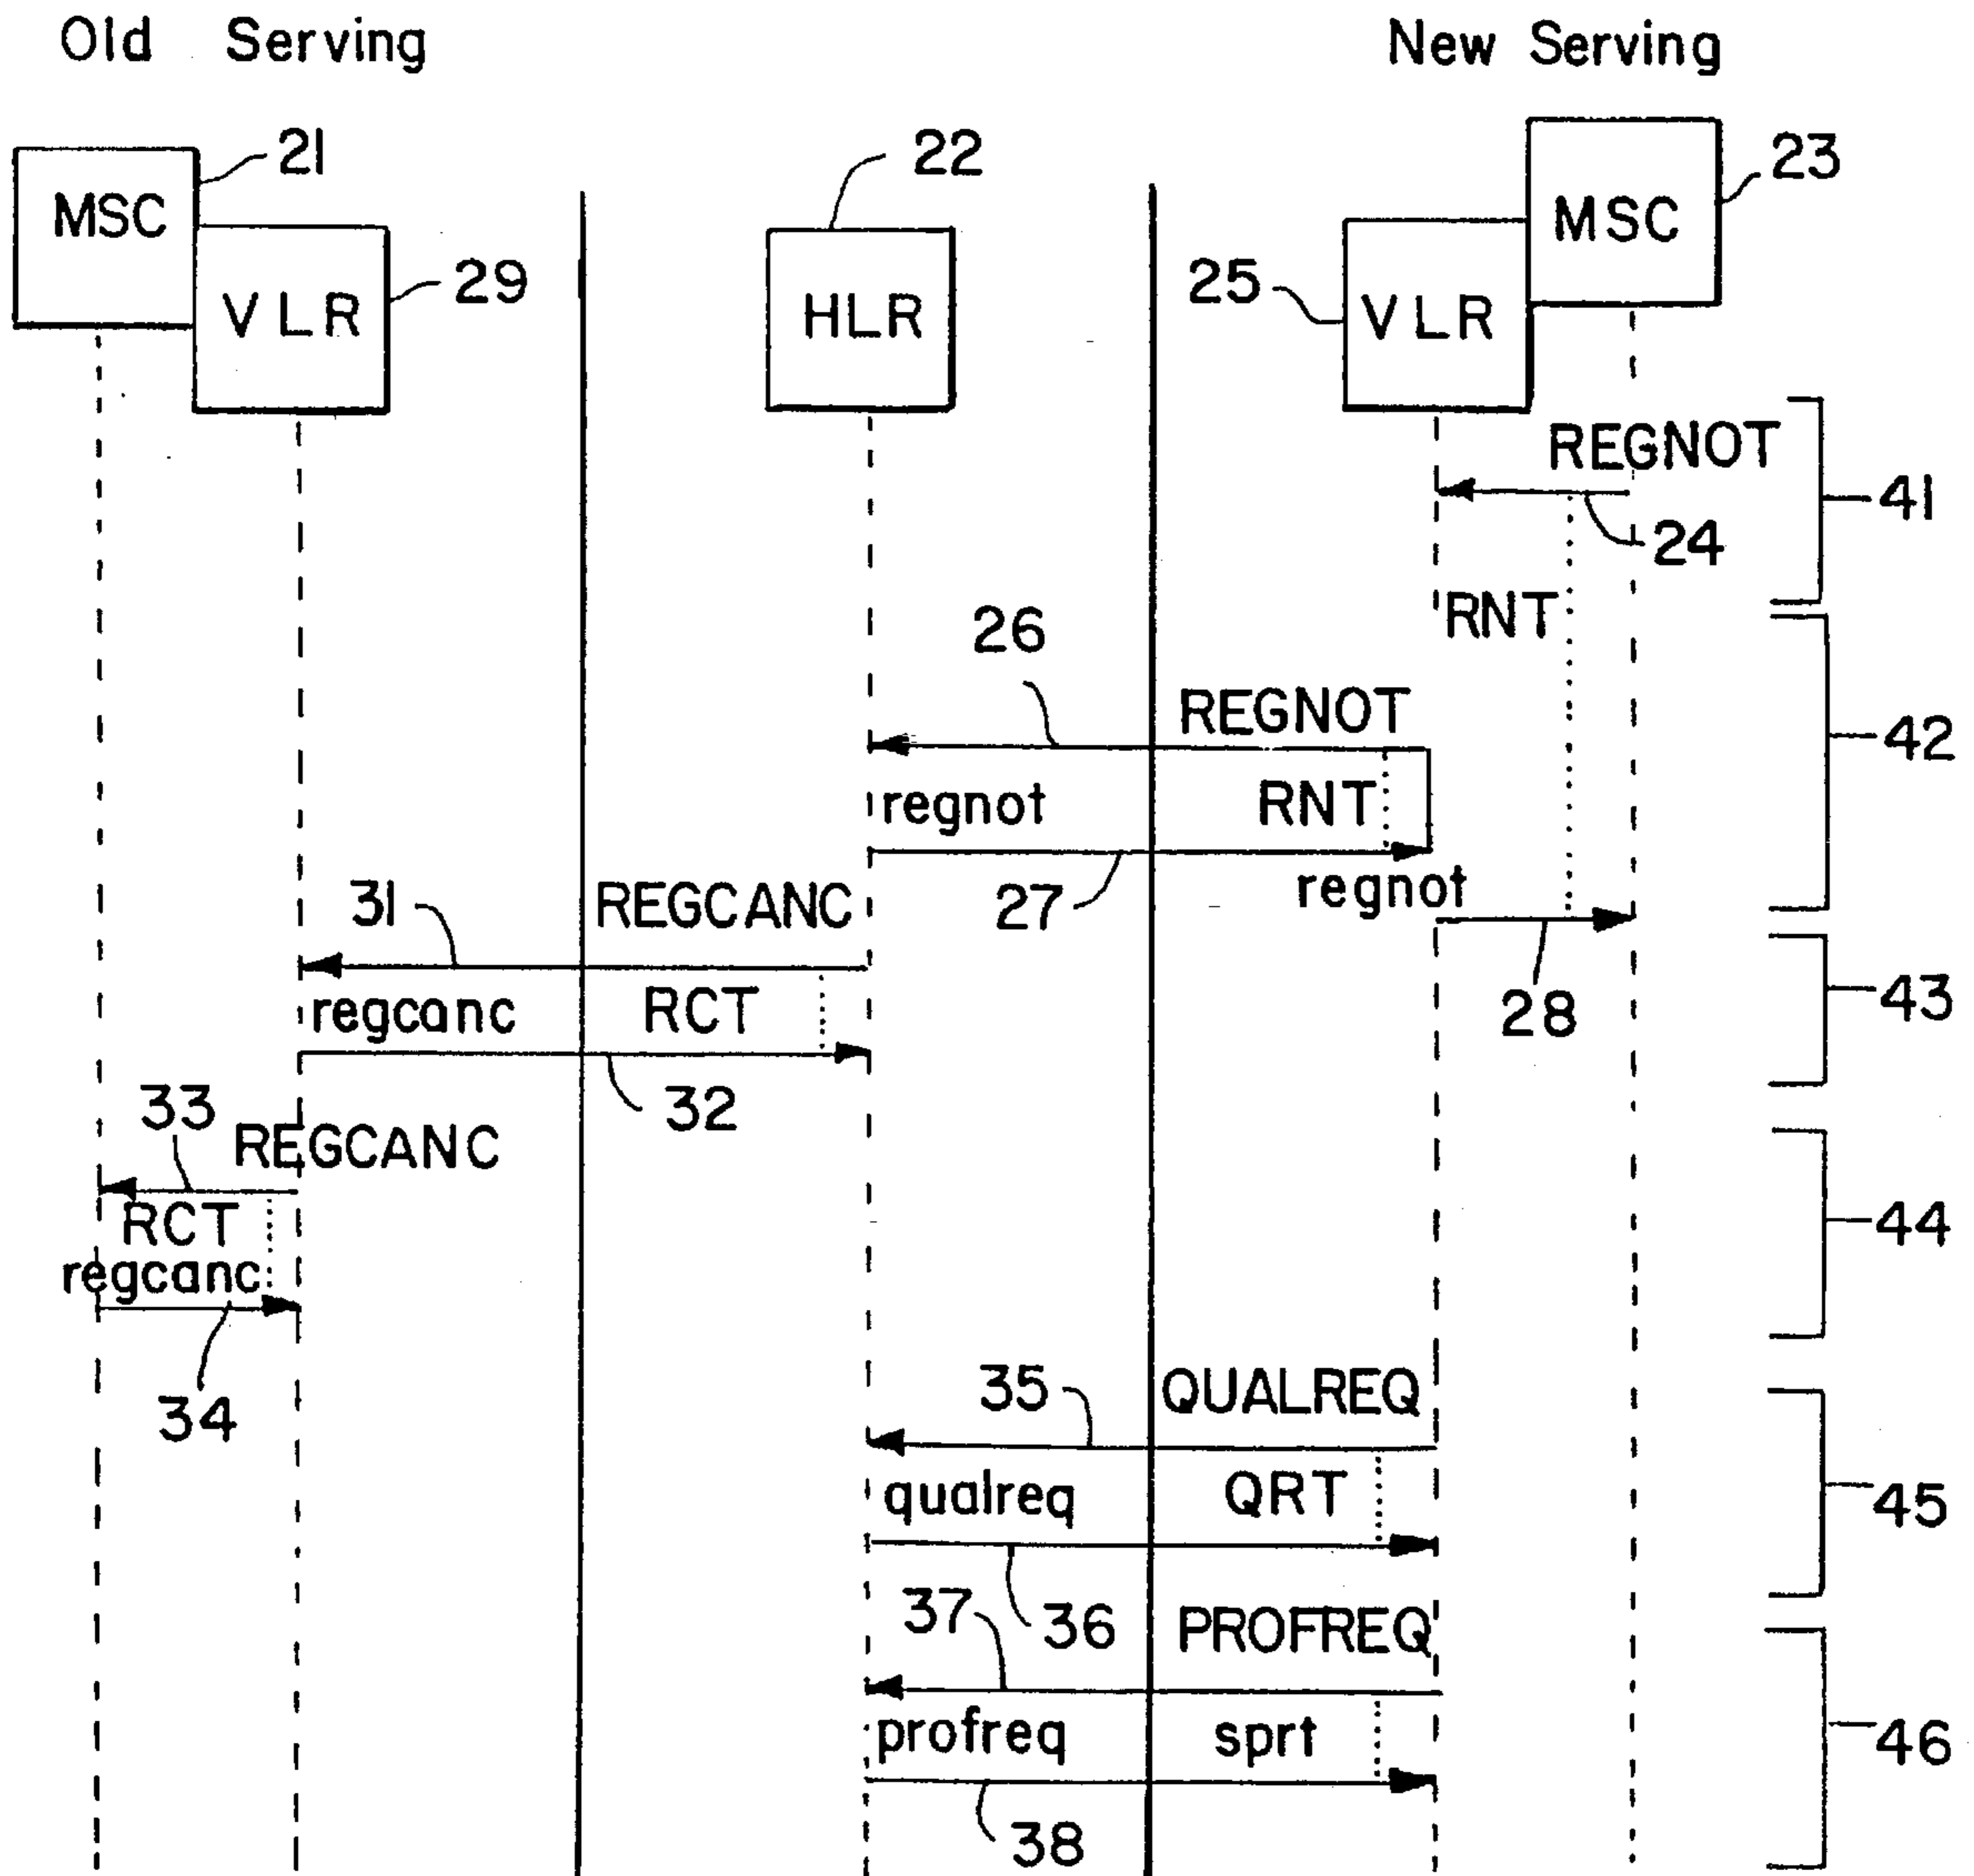 Old Serving
New Serving
MSC
21
VLR
29
22
HLR
25
VLR
MSC
23
REGNOT
24
41
RNT
26
REGNOT
42
regnot
RNT
27
regnot
28
31
REGCANC
43
regcanc
RCT
32
33
REGCANC
44
RCT
regcanc
34
35
QUALREQ
45
qualreq
QRT
36
37
PROFREQ
46
profreq
sprt
38